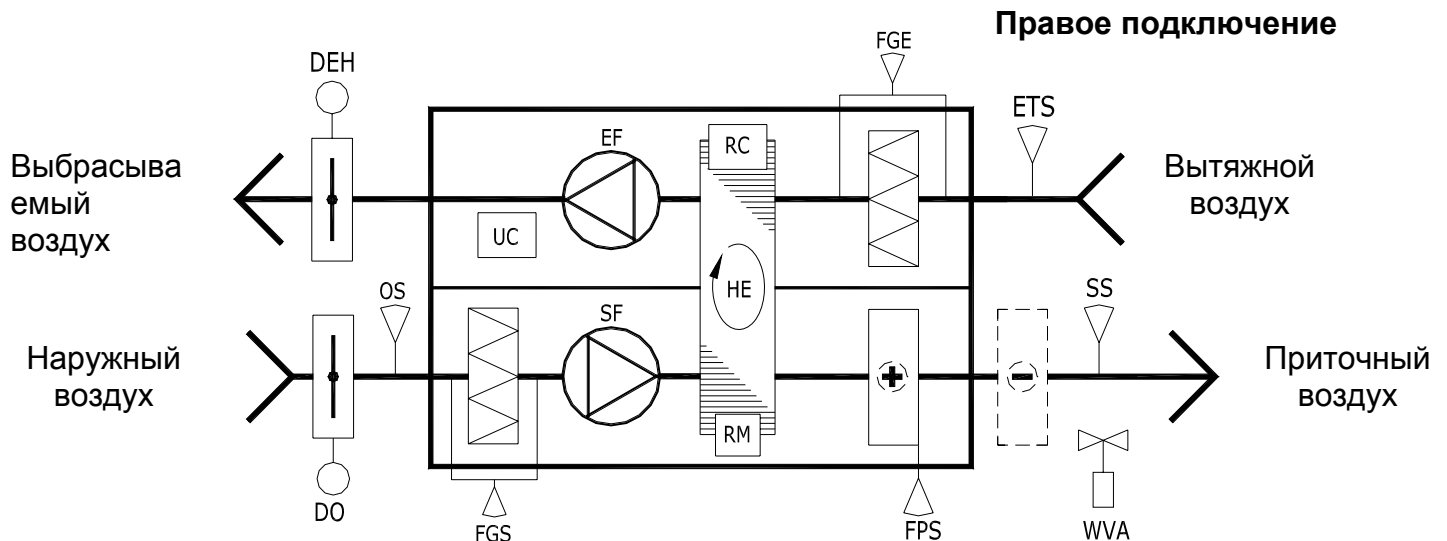 Правое подключение
FGE
DEH
ETS
EF
RC
Выбрасыва
емый
воздух
Вытяжной
воздух
UC
OS
HE
SS
SF
Наружный
воздух
Приточный
воздух
RM
DO
FGS
FPS
WVA